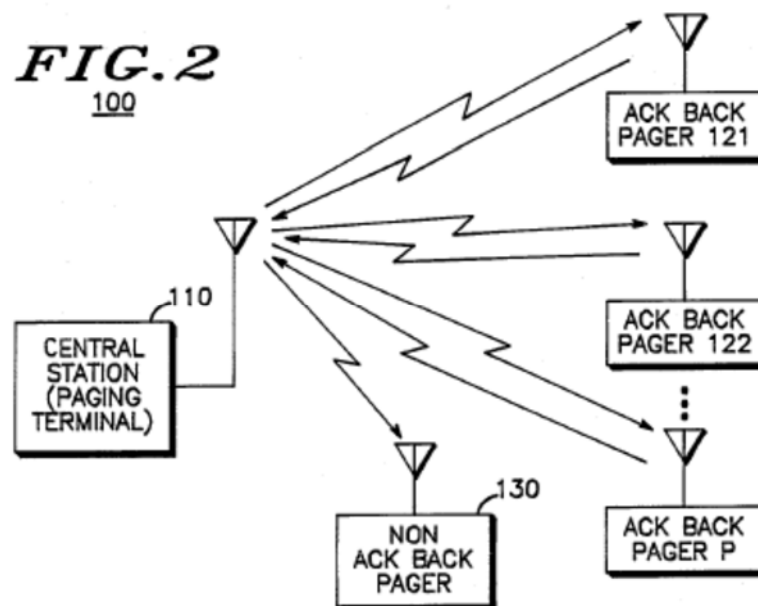 FIG.2
100
ACK BACK
PAGER 121
ACK BACK
PAGER 122
110
CENTRAL
STATION
(PAGING
TERMINAL)
130
NON
ACK BACK
PAGER
ACK BACK
PAGER P